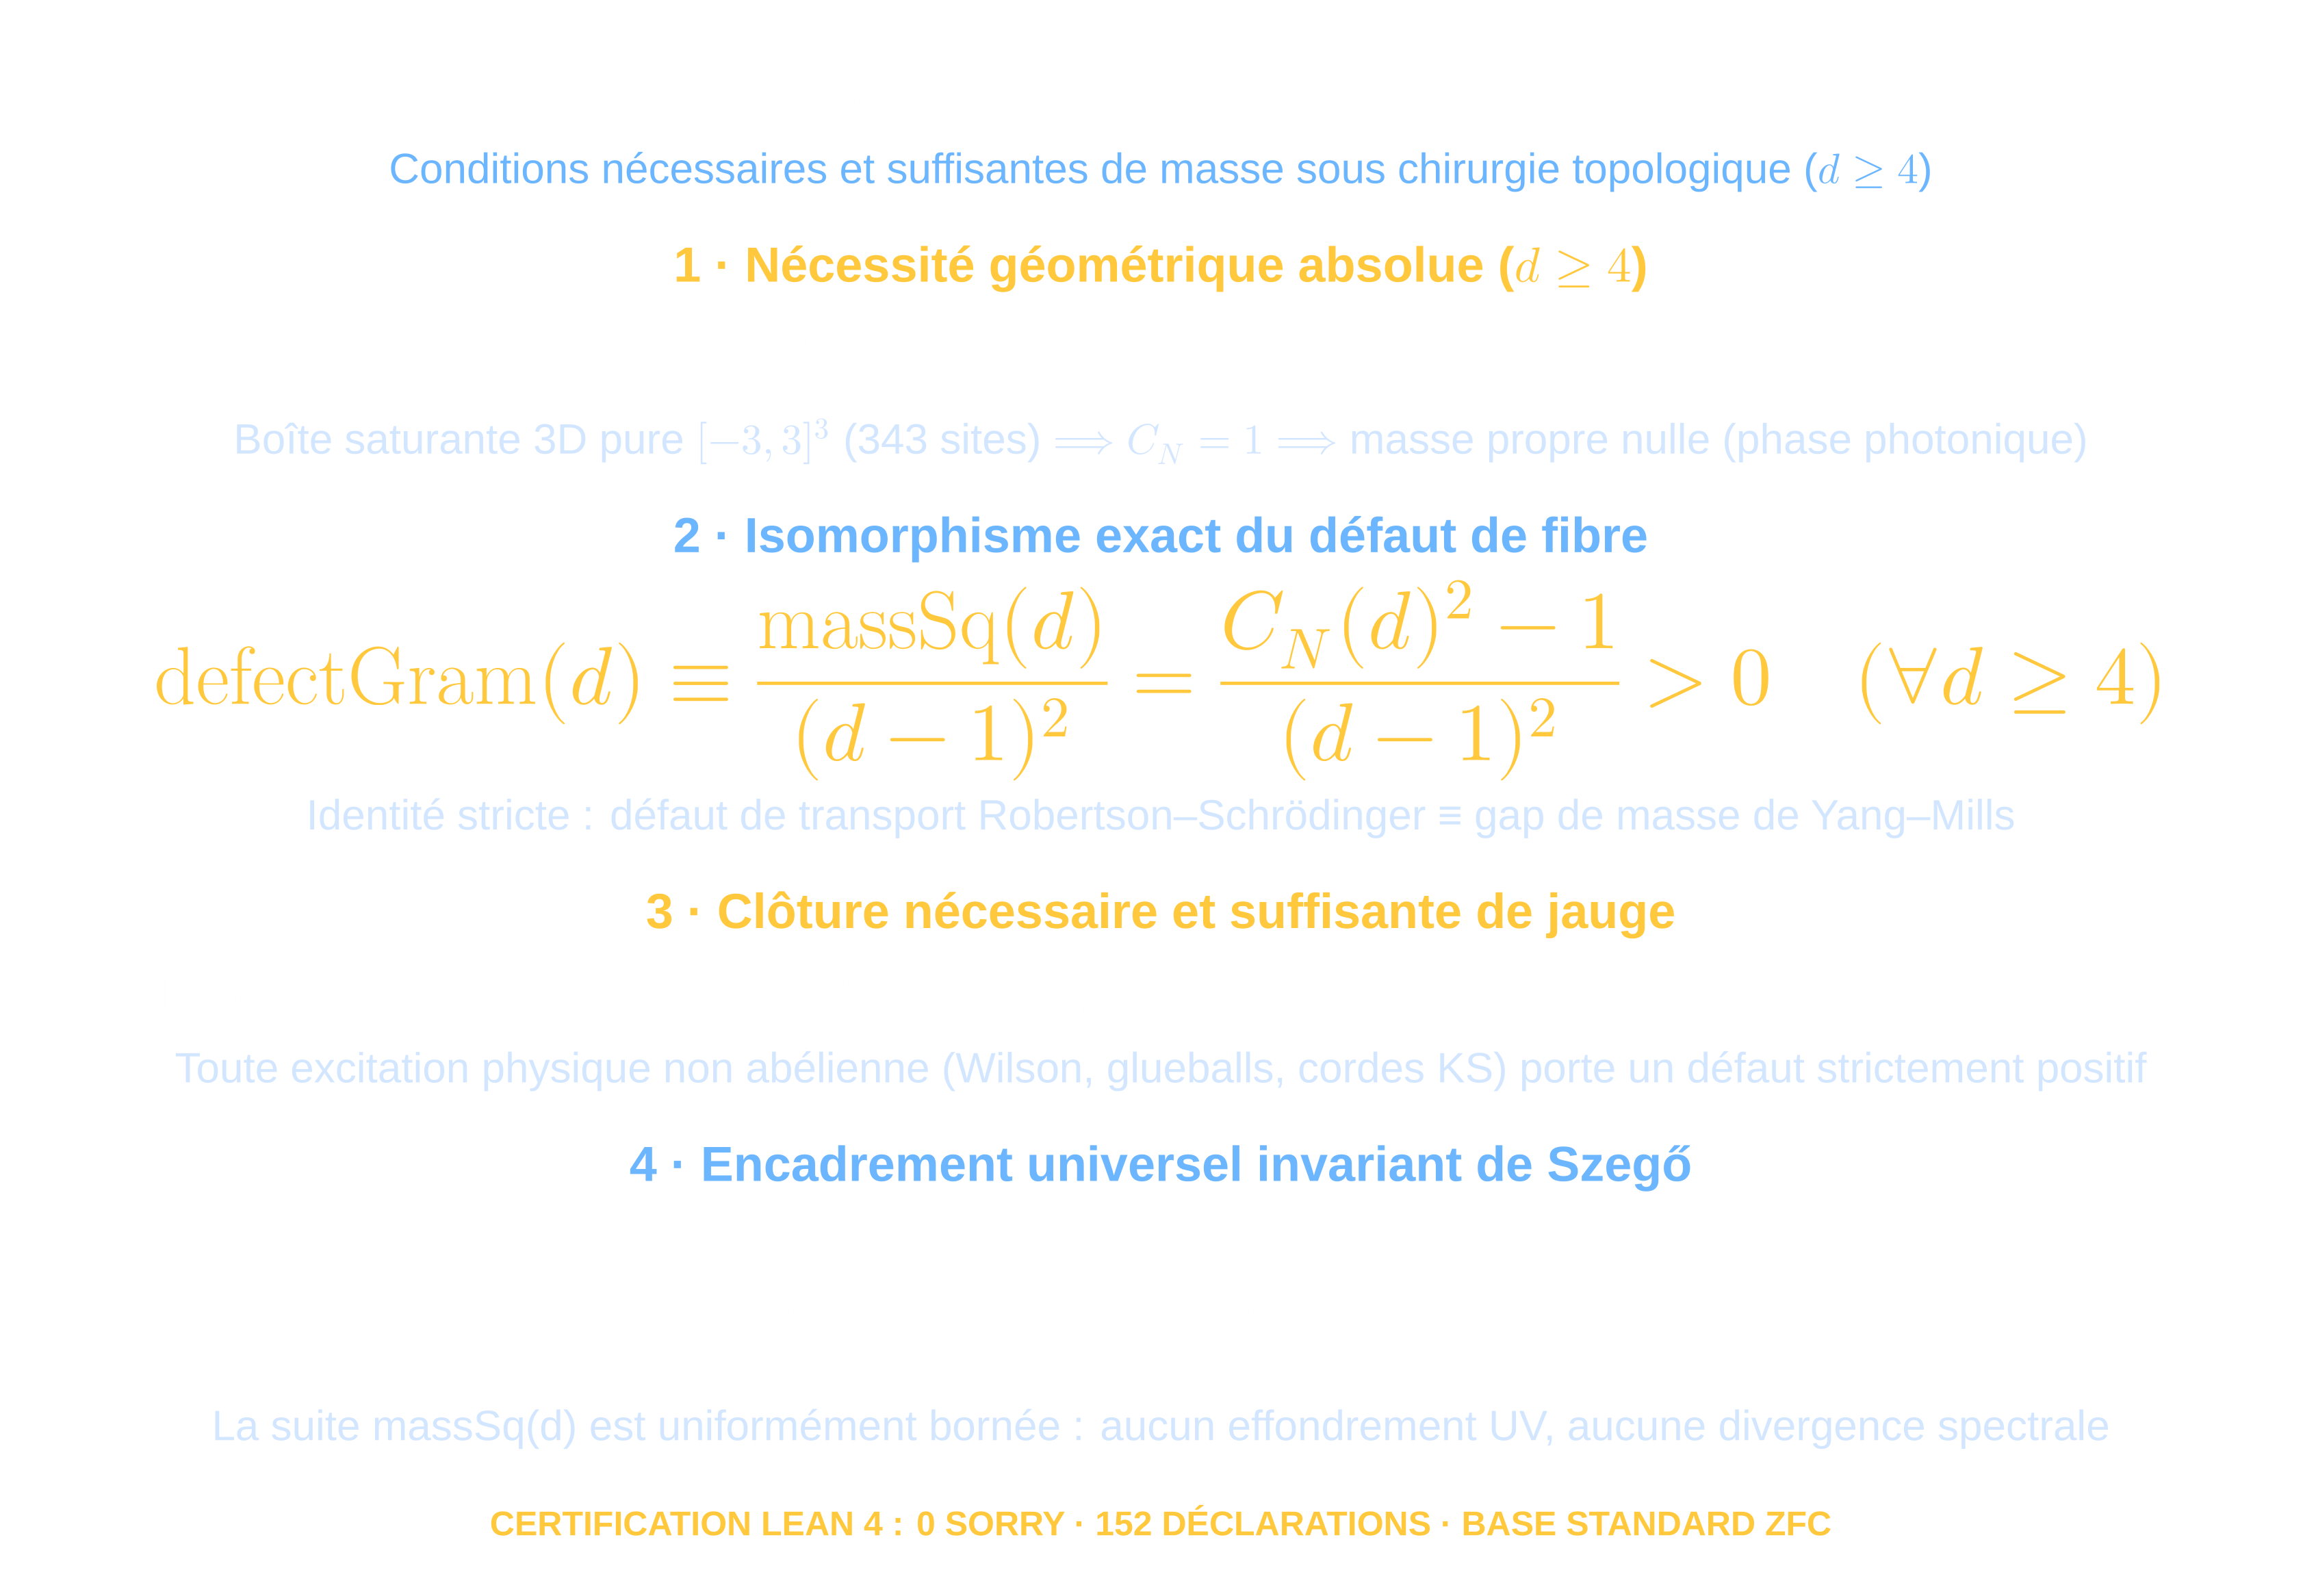 Conditions nécessaires et suffisantes de masse sous chirurgie topologique (d ≥ 4)
1 · Nécessité géométrique absolue (d ≥ 4)
Boîte saturante 3D pure [−3, 3]³ (343 sites) ⟹ C_N = 1 ⟹ masse propre nulle (phase photonique)
2 · Isomorphisme exact du défaut de fibre
defectGram(d) ≡ massSq(d) / (d − 1)² = (C_N(d)² − 1) / (d − 1)² > 0 (∀d ≥ 4)
Identité stricte : défaut de transport Robertson–Schrödinger ≡ gap de masse de Yang–Mills
3 · Clôture nécessaire et suffisante de jauge
Toute excitation physique non abélienne (Wilson, glueballs, cordes KS) porte un défaut strictement positif
4 · Encadrement universel invariant de Szegő
La suite massSq(d) est uniformément bornée : aucun effondrement UV, aucune divergence spectrale
CERTIFICATION LEAN 4 : 0 SORRY · 152 DÉCLARATIONS · BASE STANDARD ZFC